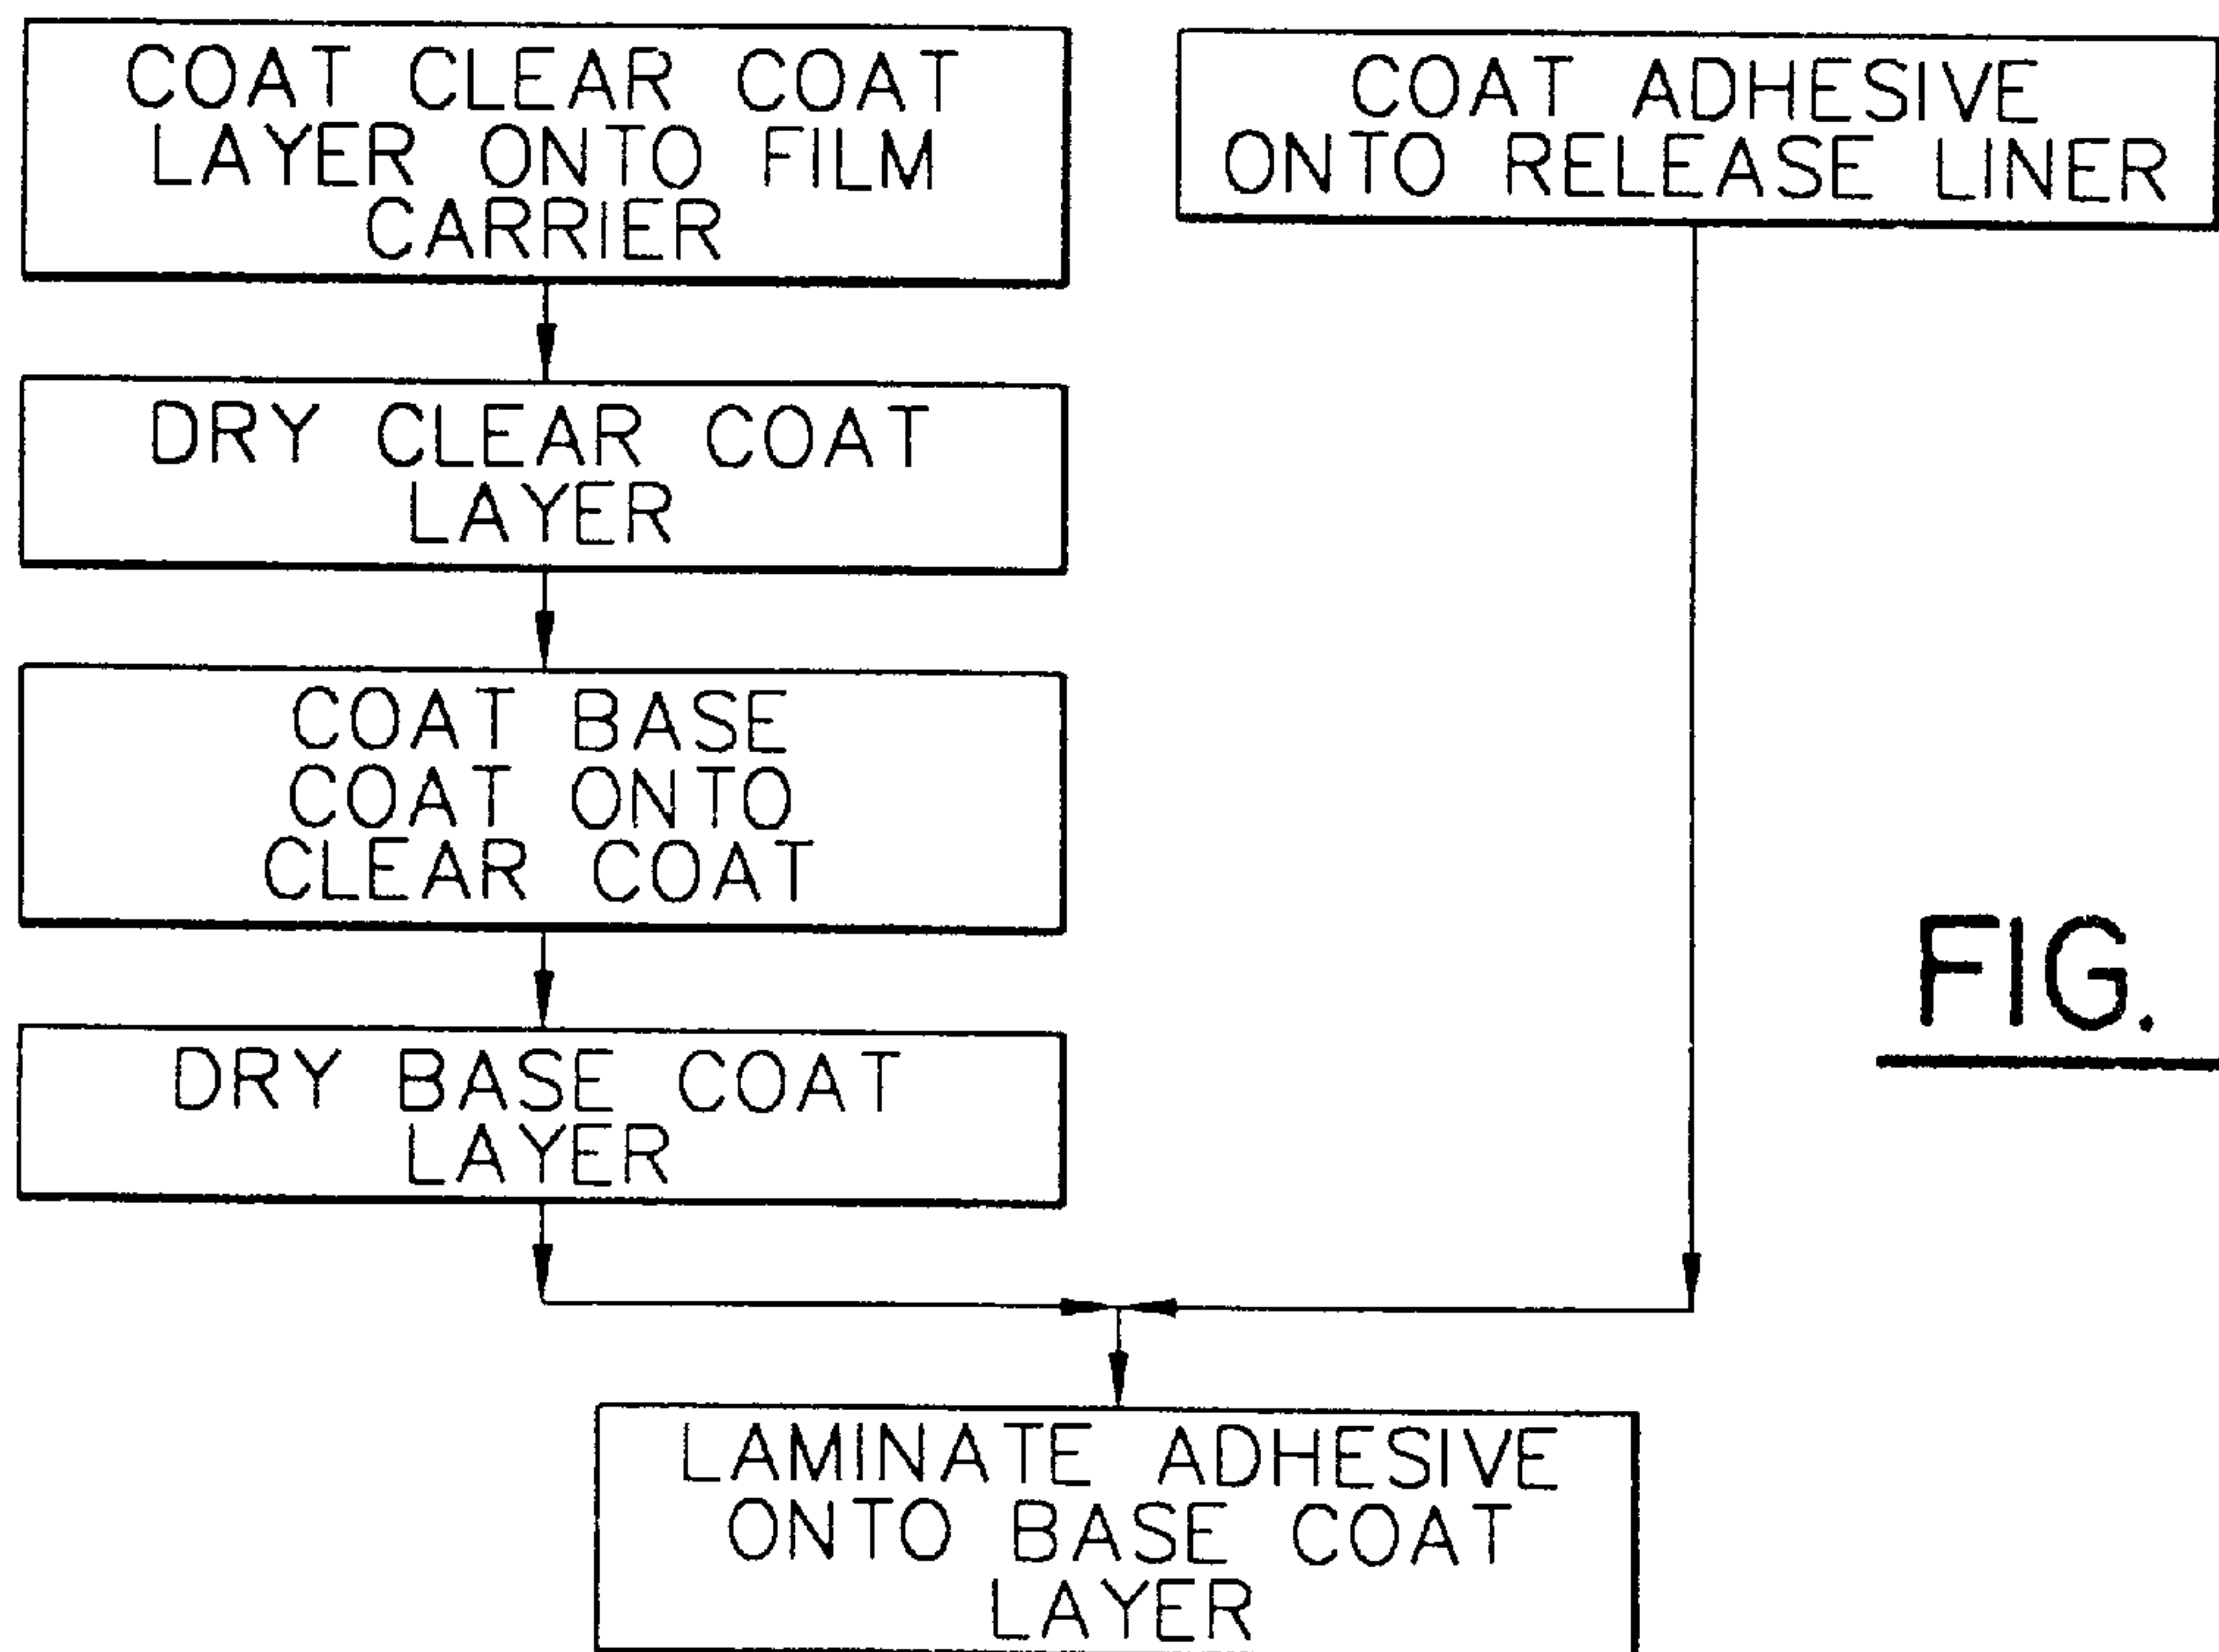 COAT CLEAR COAT
LAYER ONTO FILM
CARRIER
COAT ADHESIVE
ONTO RELEASE LINER
DRY CLEAR COAT
LAYER
COAT BASE
COAT ONTO
CLEAR COAT
DRY BASE COAT
LAYER
FIG.
LAMINATE ADHESIVE
ONTO BASE COAT
LAYER